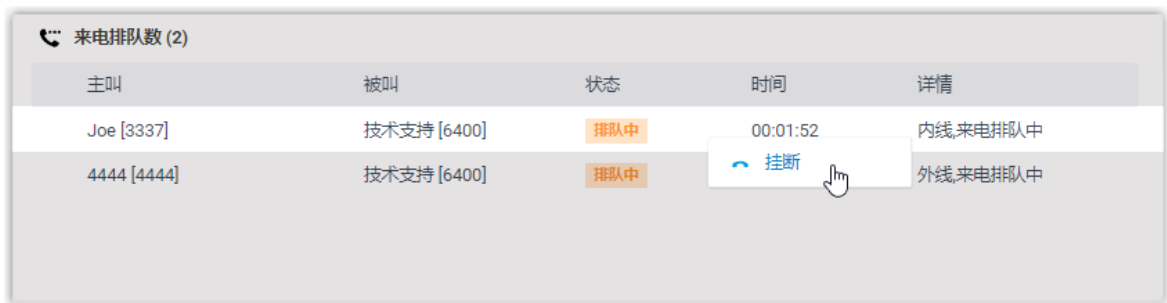 来电排队数 (2)
主叫 被叫 状态 时间 详情
Joe [3337] 技术支持 [6400] 排队中 00:01:52 内线,来电排队中
挂断
4444 [4444] 技术支持 [6400] 排队中 外线,来电排队中